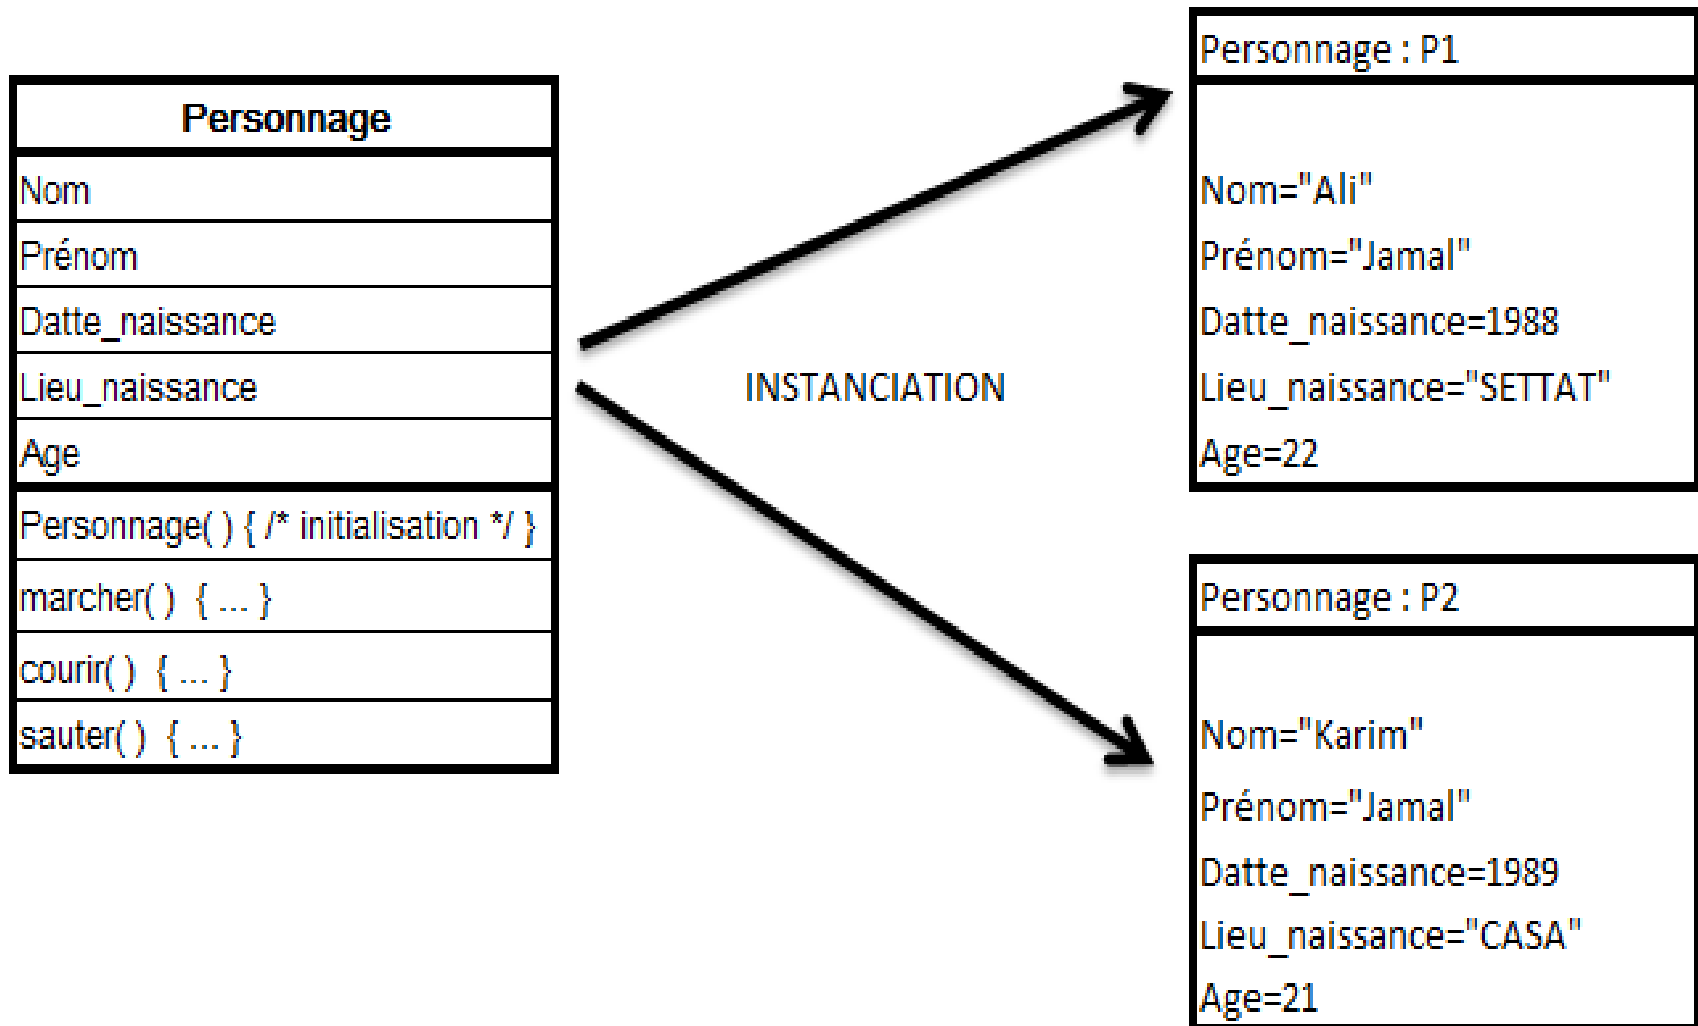 Personnage
Nom
Prénom
Datte_naissance
Lieu_naissance
Age
Personnage( ) { /* initialisation */ }
marcher( ) { ... }
courir( ) { ... }
sauter( ) { ... }
INSTANCIATION
Personnage : P1
Nom="Ali"
Prénom="Jamal"
Datte_naissance=1988
Lieu_naissance="SETTAT"
Age=22
Personnage : P2
Nom="Karim"
Prénom="Jamal"
Datte_naissance=1989
Lieu_naissance="CASA"
Age=21